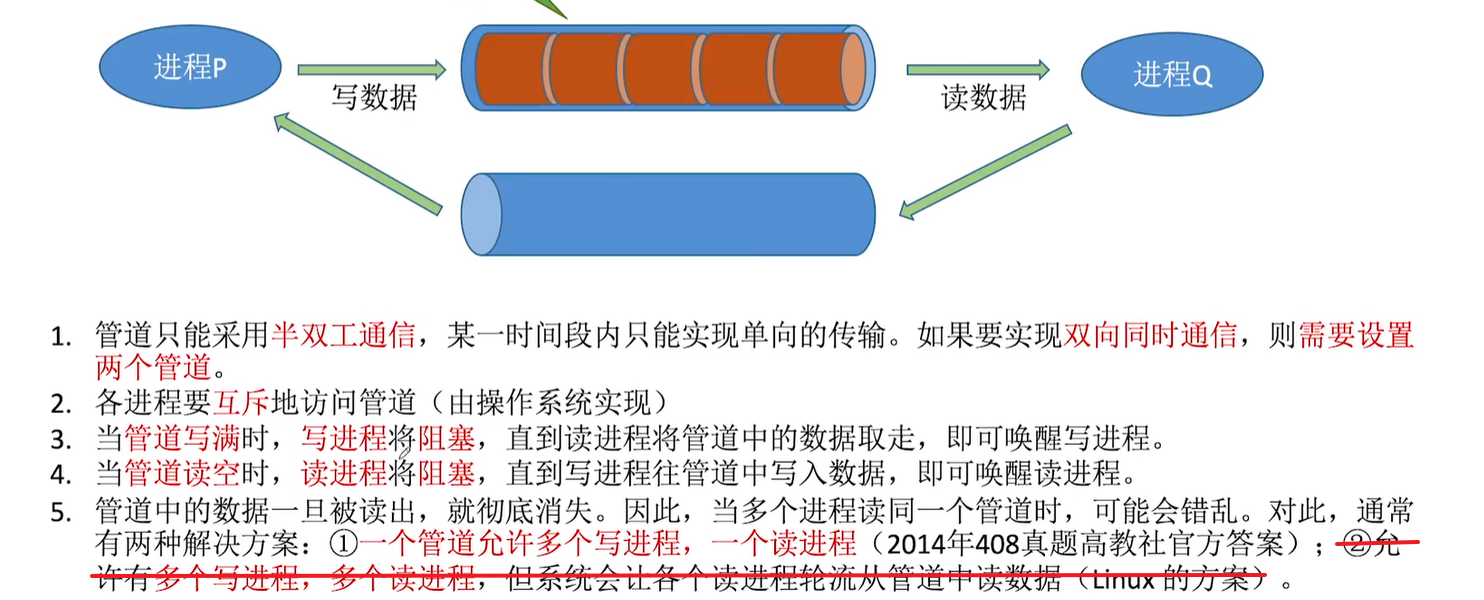 进程P
写数据
读数据
进程Q
1. 管道只能采用半双工通信，某一时间段内只能实现单向的传输。如果要实现双向同时通信，则需要设置
两个管道。
2. 各进程要互斥地访问管道（由操作系统实现）
3. 当管道写满时，写进程将阻塞，直到读进程将管道中的数据取走，即可唤醒写进程。
4. 当管道读空时，读进程将阻塞，直到写进程往管道中写入数据，即可唤醒读进程。
5. 管道中的数据一旦被读出，就彻底消失。因此，当多个进程读同一个管道时，可能会错乱。对此，通常
有两种解决方案：①一个管道允许多个写进程，一个读进程（2014年408真题高教社官方答案）；②允
许有多个写进程，多个读进程，但系统会让各个读进程轮流从管道中读数据（Linux 的方案）。